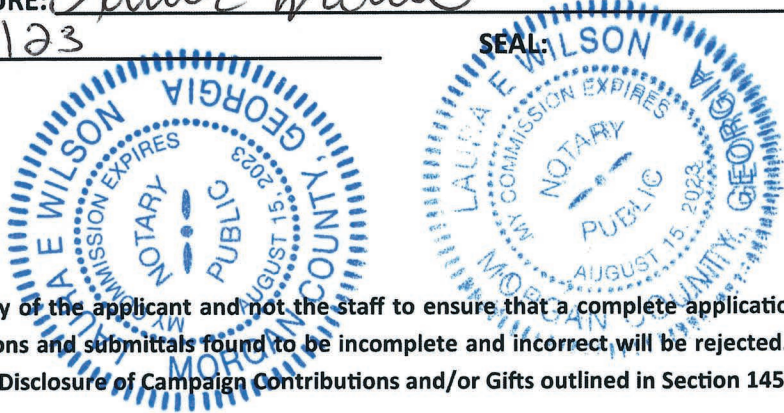 URE:
123
SEAL:
LAURA E WILSON
GEORGIA
MORGAN COUNTY, GEORGIA
MY COMMISSION EXPIRES
AUGUST 15, 2023
NOTARY
PUBLIC
LAURA E WILSON
GEORGIA
MORGAN COUNTY, GEORGIA
MY COMMISSION EXPIRES
AUGUST 15, 2023
NOTARY
PUBLIC
y of the applicant and not the staff to ensure that a complete applicatio
ons and submittals found to be incomplete and incorrect will be rejected.
Disclosure of Campaign Contributions and/or Gifts outlined in Section 145